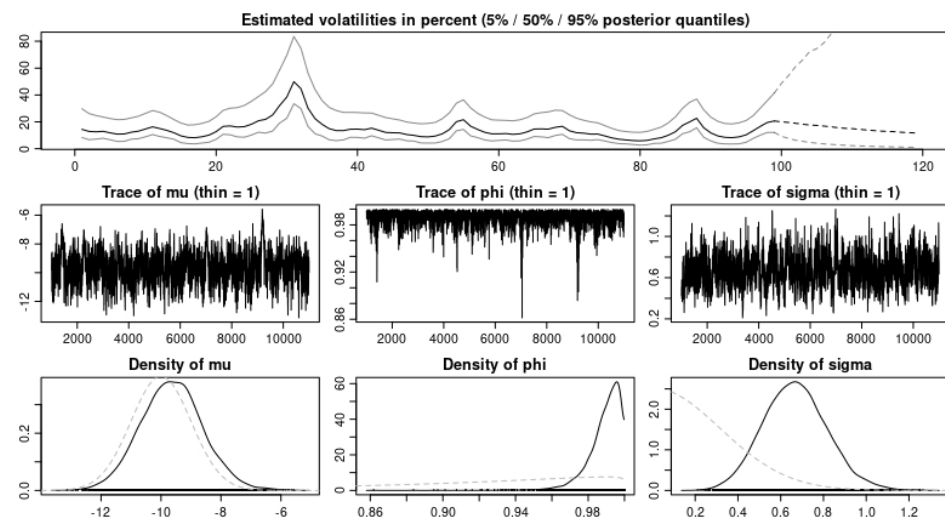 Estimated volatilities in percent (5% / 50% / 95% posterior quantiles)
80
60
40
20
0
0 20 40 60 80 100 120
Trace of mu (thin = 1) Trace of phi (thin = 1) Trace of sigma (thin = 1)
-6
-8
-12
2000 4000 6000 8000 10000
0.98
0.92
0.86
2000 4000 6000 8000 10000
1.0
0.6
0.2
2000 4000 6000 8000 10000
Density of mu Density of phi Density of sigma
0.2
0.0
-12 -10 -8 -6
60
40
20
0
0.86 0.90 0.94 0.98
2.0
1.0
0.0
0.2 0.4 0.6 0.8 1.0 1.2